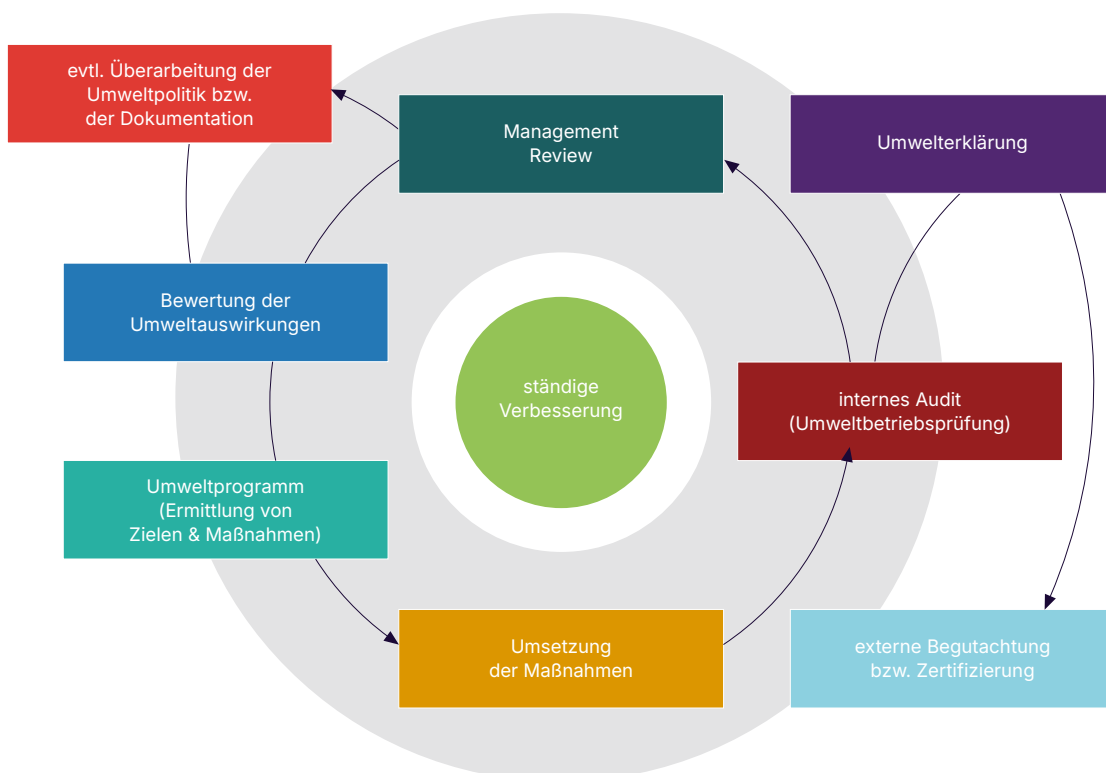 evtl. Überarbeitung der
Umweltpolitik bzw.
der Dokumentation
Management
Review
Umwelterklärung
Bewertung der
Umweltauswirkungen
ständige
Verbesserung
internes Audit
(Umweltbetriebsprüfung)
Umweltprogramm
(Ermittlung von
Zielen & Maßnahmen)
Umsetzung
der Maßnahmen
externe Begutachtung
bzw. Zertifizierung